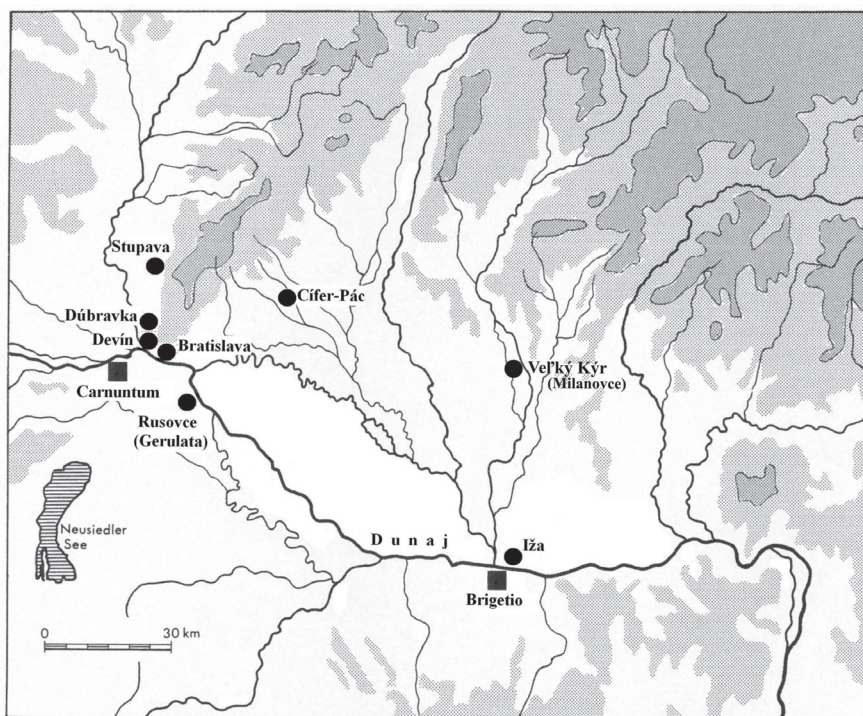 Stupava
Cífer-Pác
Dúbravka
Devín
Bratislava
Carnuntum
Veľký Kýr
(Milanovce)
Rusovce
(Gerulata)
Neusiedler
See
Dunaj
Iža
Brigetio
0 30 km